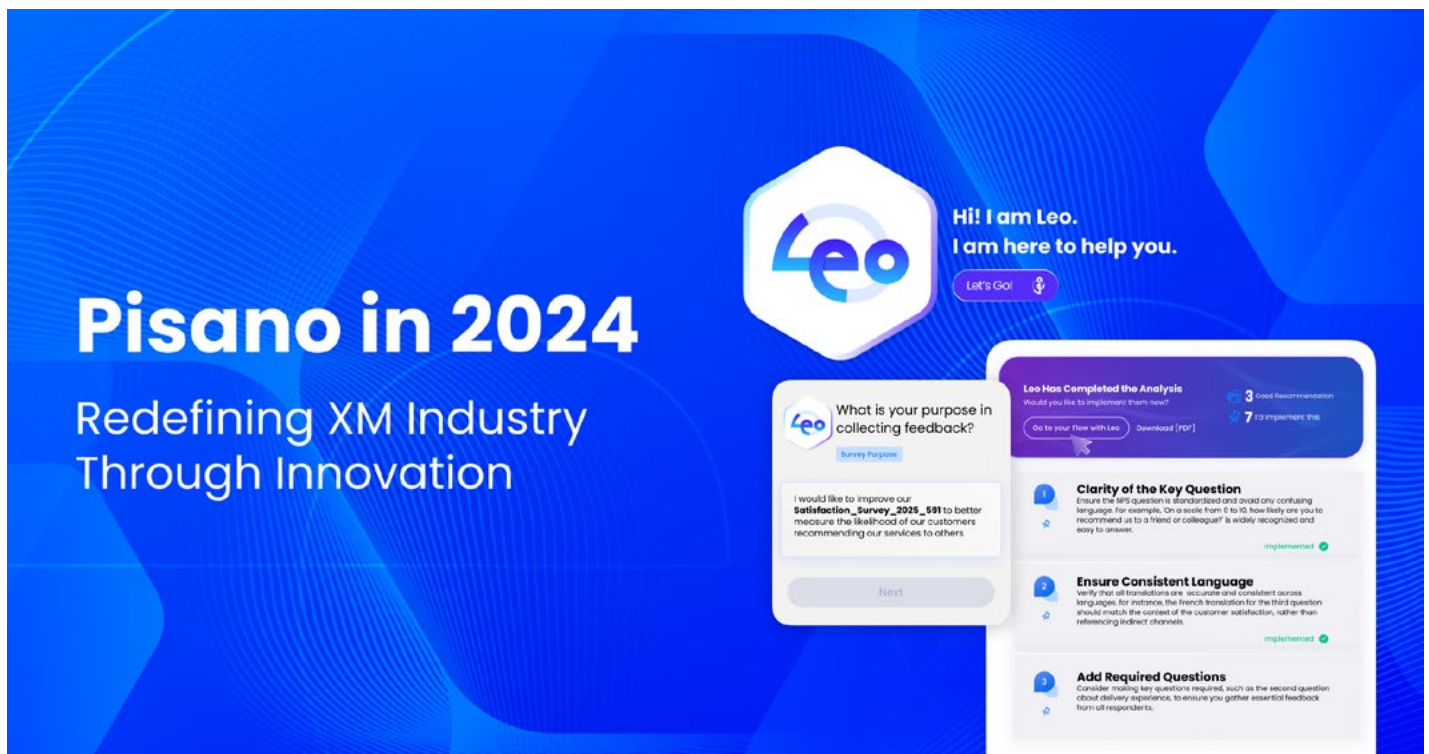 Pisano in 2024
Redefining XM Industry
Through Innovation
Leo
Hi! I am Leo.
I am here to help you.
Let's Go!
Leo
What is your purpose in
collecting feedback?
Survey Purpose
I would like to improve our
Satisfaction_Survey_2025_591 to better
measure the likelihood of our customers
recommending our services to others
Next
Leo Has Completed the Analysis
Would you like to implement them now?
Go to your Flow with Leo
Download [PDF]
3 Good Recommendation
7 I'd implement this
1
Clarity of the Key Question
Ensure the NPS question is standardized and avoid any confusing
language. For example, 'On a scale from 0 to 10, how likely are you to
recommend us to a friend or colleague?' is widely recognized and
easy to answer.
Implemented
2
Ensure Consistent Language
Verify that all translations are accurate and consistent across
languages. For instance, the French translation for the third question
should match the context of the customer satisfaction, rather than
referencing indirect channels.
Implemented
3
Add Required Questions
Consider making key questions required, such as the second question
about delivery experience, to ensure you gather essential feedback
from all respondents.